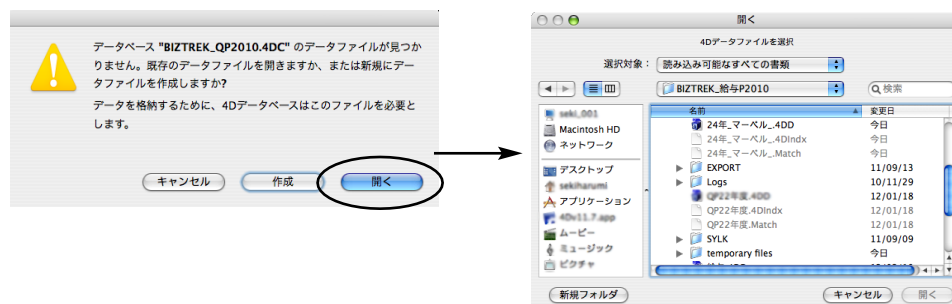 データベース "BIZTREK_QP2010.4DC" のデータファイルが見つか
りません。既存のデータファイルを開きますか、または新規にデー
タファイルを作成しますか?
データを格納するために、4Dデータベースはこのファイルを必要と
します。
キャンセル
作成
開く
開く
4Dデータファイルを選択
選択対象：
読み込み可能なすべての書類
BIZTREK_給与P2010
検索
Macintosh HD
ネットワーク
デスクトップ
sekiharumi
アプリケーション
4Dv11.7.app
ムービー
ミュージック
ピクチャ
名前 変更日
24年_マーベル_.4DD 今日
24年_マーベル_.4DIndx 今日
24年_マーベル_.Match 今日
EXPORT 11/09/13
Logs 10/11/29
QP22年度.4DD 12/01/18
QP22年度.4DIndx 12/01/18
QP22年度.Match 12/01/18
SYLK 11/09/09
temporary files 今日
新規フォルダ
キャンセル
開く